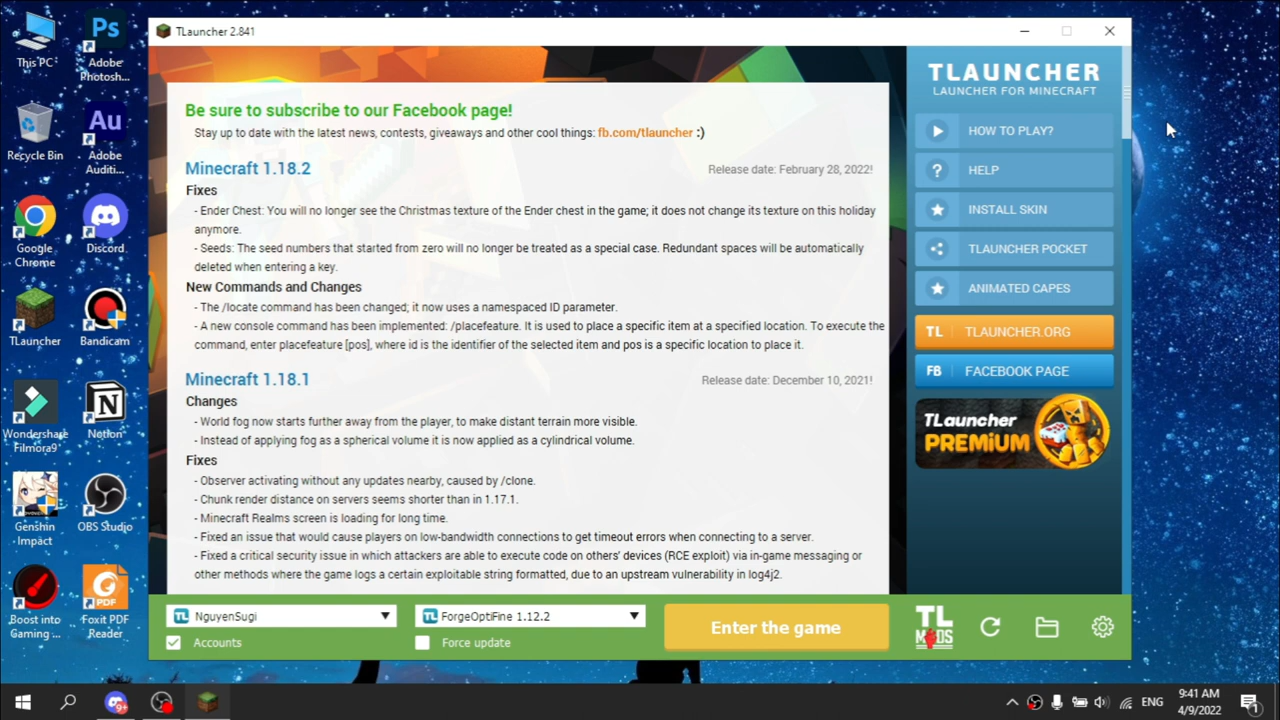 This PC
Ps
Adobe
Photosh...
Recycle Bin
Au
Adobe
Auditi...
Google
Chrome
Discord
TLauncher
Bandicam
Wondershare
Filmora9
Notion
Genshin
Impact
OBS Studio
Boost into
Gaming ...
PDF
Foxit PDF
Reader
TLauncher 2.841
Be sure to subscribe to our Facebook page!
Stay up to date with the latest news, contests, giveaways and other cool things: fb.com/tlauncher :)
Minecraft 1.18.2
Release date: February 28, 2022!
Fixes
- Ender Chest: You will no longer see the Christmas texture of the Ender chest in the game; it does not change its texture on this holiday
anymore.
- Seeds: The seed numbers that started from zero will no longer be treated as a special case. Redundant spaces will be automatically
deleted when entering a key.
New Commands and Changes
- The /locate command has been changed; it now uses a namespaced ID parameter.
- A new console command has been implemented: /placefeature. It is used to place a specific item at a specified location. To execute the
command, enter placefeature [pos], where id is the identifier of the selected item and pos is a specific location to place it.
Minecraft 1.18.1
Release date: December 10, 2021!
Changes
- World fog now starts further away from the player, to make distant terrain more visible.
- Instead of applying fog as a spherical volume it is now applied as a cylindrical volume.
Fixes
- Observer activating without any updates nearby, caused by /clone.
- Chunk render distance on servers seems shorter than in 1.17.1.
- Minecraft Realms screen is loading for long time.
- Fixed an issue that would cause players on low-bandwidth connections to get timeout errors when connecting to a server.
- Fixed a critical security issue in which attackers are able to execute code on others' devices (RCE exploit) via in-game messaging or
other methods where the game logs a certain exploitable string formatted, due to an upstream vulnerability in log4j2.
TLAUNCHER
LAUNCHER FOR MINECRAFT
HOW TO PLAY?
? HELP
INSTALL SKIN
TLAUNCHER POCKET
ANIMATED CAPES
TL TLAUNCHER.ORG
FB FACEBOOK PAGE
TLauncher
PREMIUM
TL NguyenSugi
TL ForgeOptiFine 1.12.2
Enter the game
TL
MODS
Accounts
Force update
ENG
9:41 AM
4/9/2022
1